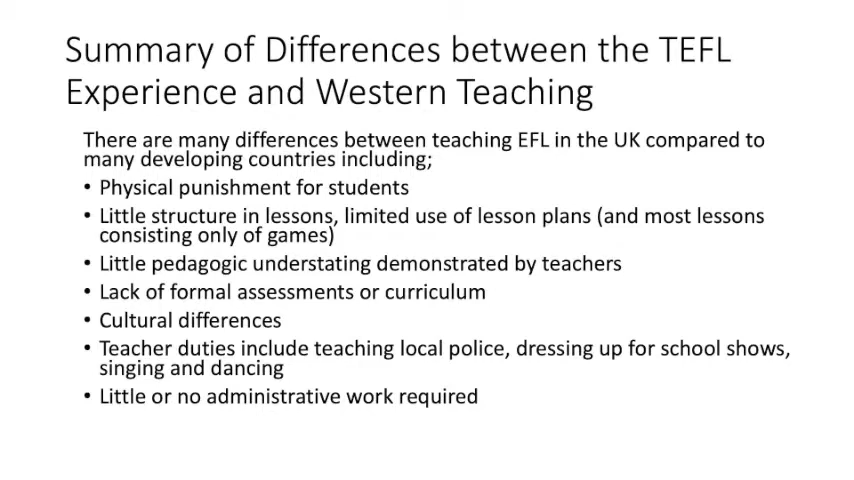 Summary of Differences between the TEFL
Experience and Western Teaching
There are many differences between teaching EFL in the UK compared to
many developing countries including;
• Physical punishment for students
• Little structure in lessons, limited use of lesson plans (and most lessons
consisting only of games)
• Little pedagogic understating demonstrated by teachers
• Lack of formal assessments or curriculum
• Cultural differences
• Teacher duties include teaching local police, dressing up for school shows,
singing and dancing
• Little or no administrative work required